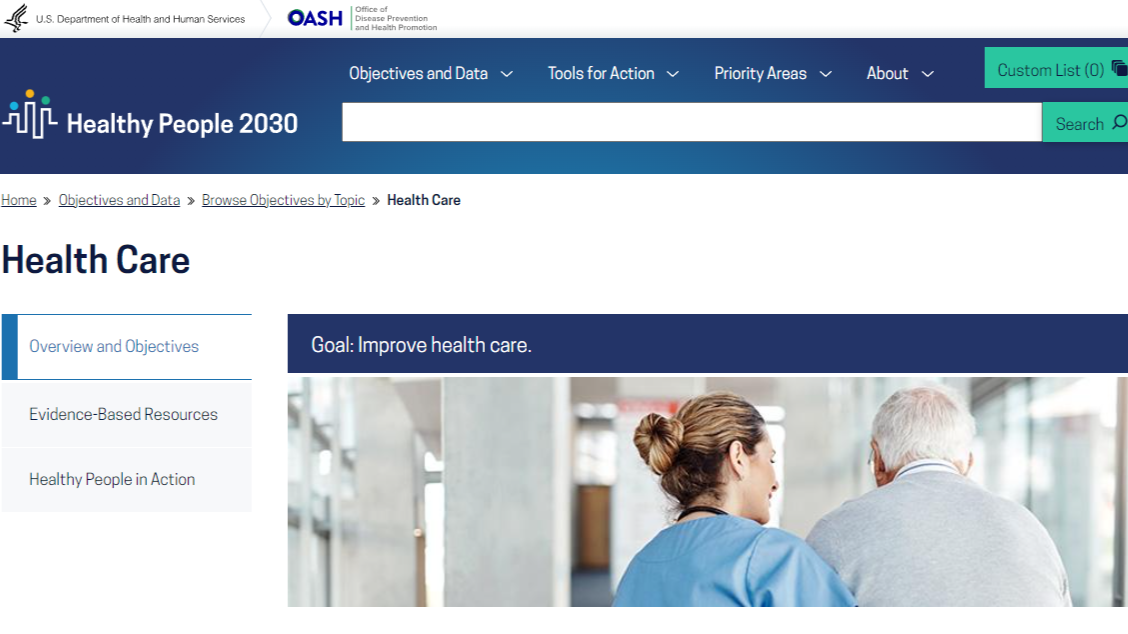 U.S. Department of Health and Human Services
OASH
Office of
Disease Prevention
and Health Promotion
Objectives and Data
Tools for Action
Priority Areas
About
Custom List (0)
Healthy People 2030
Search
Home » Objectives and Data » Browse Objectives by Topic » Health Care
Health Care
Overview and Objectives
Evidence-Based Resources
Healthy People in Action
Goal: Improve health care.